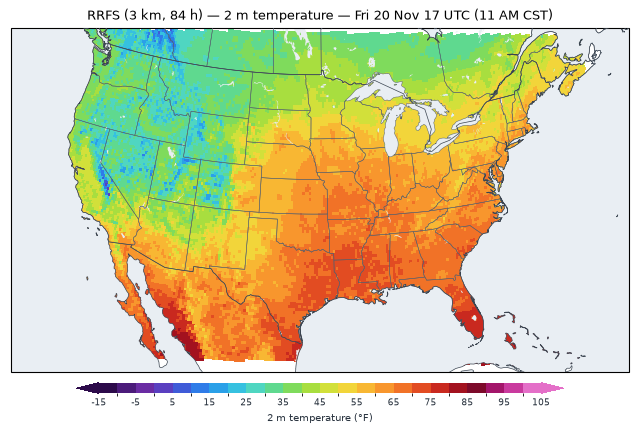 RRFS (3 km, 84 h) — 2 m temperature — Fri 20 Nov 17 UTC (11 AM CST)
-15 -5 5 15 25 35 45 55 65 75 85 95 105
2 m temperature (°F)